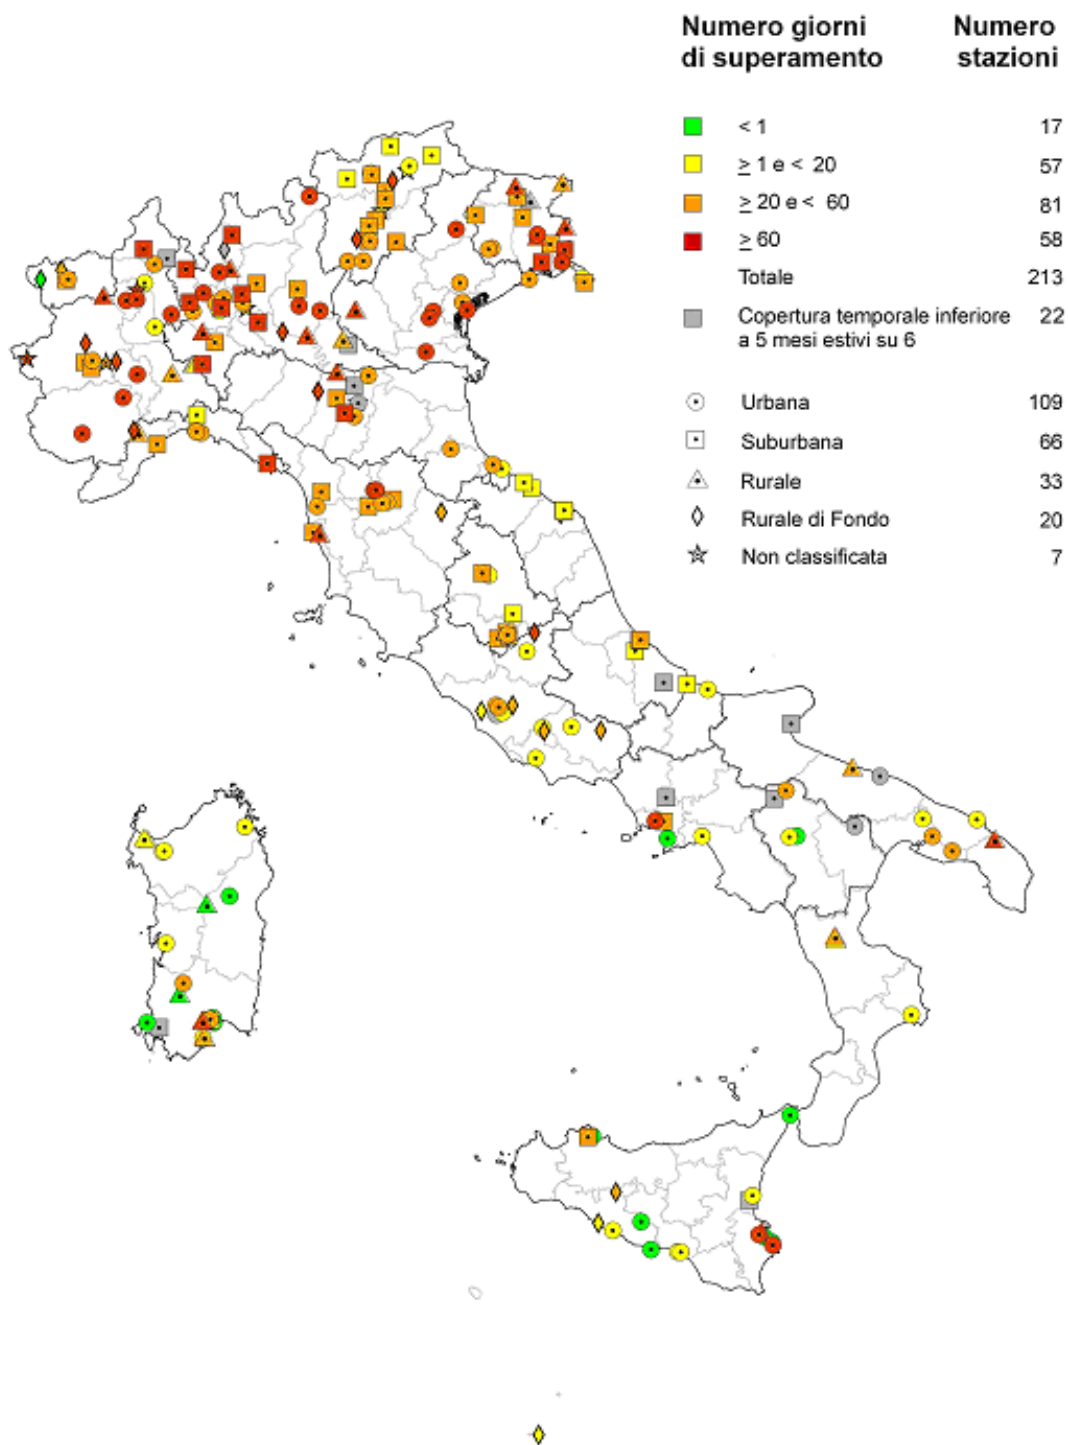 Numero giorni di superamento Numero stazioni
< 1 17
≥ 1 e < 20 57
≥ 20 e < 60 81
≥ 60 58
Totale 213
Copertura temporale inferiore 22
a 5 mesi estivi su 6
Urbana 109
Suburbana 66
Rurale 33
Rurale di Fondo 20
Non classificata 7